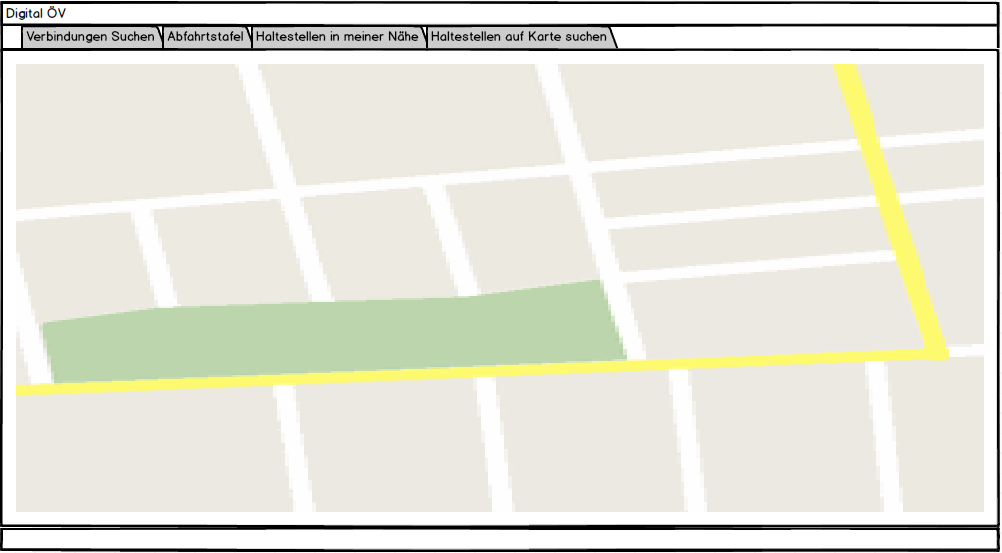 Digital ÖV
Verbindungen Suchen Abfahrtstafel Haltestellen in meiner Nähe Haltestellen auf Karte suchen